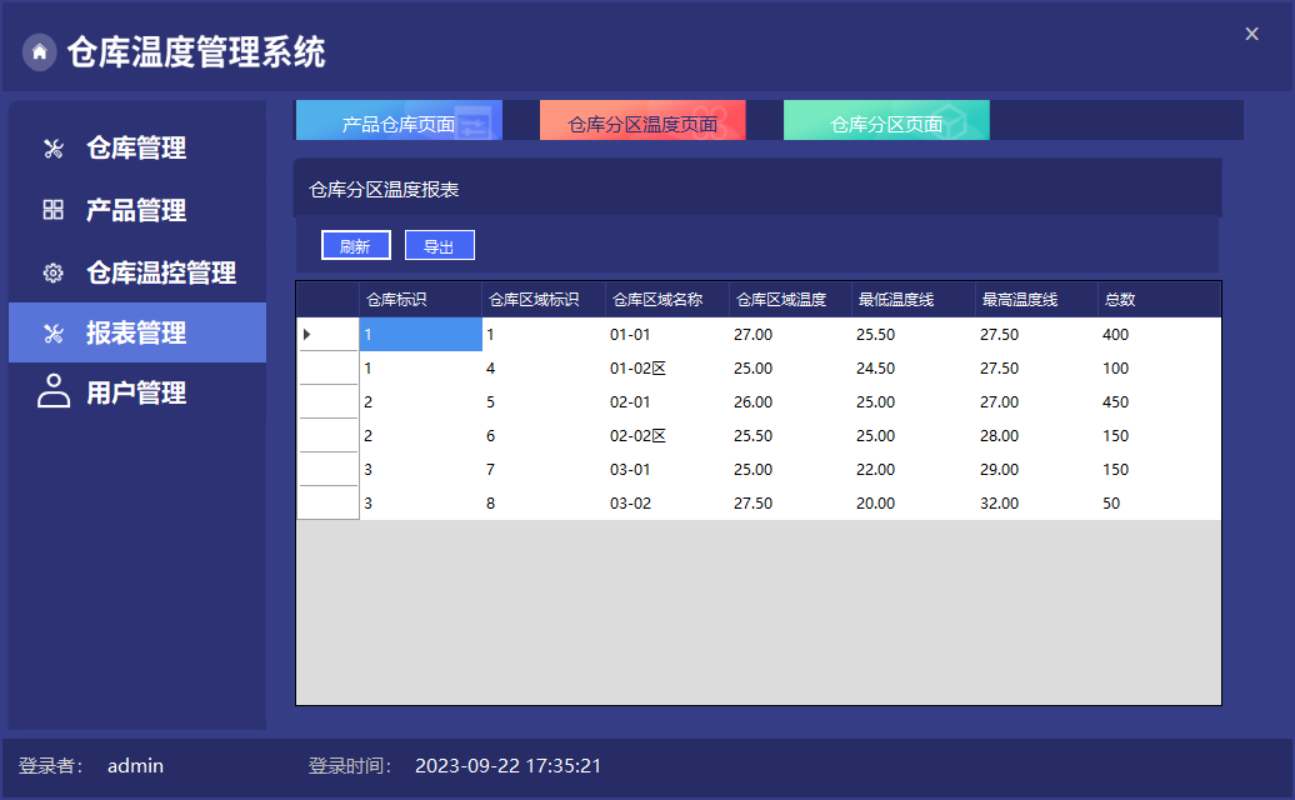 仓库温度管理系统
×
仓库管理
产品管理
仓库温控管理
报表管理
用户管理
产品仓库页面 仓库分区温度页面 仓库分区页面
仓库分区温度报表
刷新 导出
仓库标识 仓库区域标识 仓库区域名称 仓库区域温度 最低温度线 最高温度线 总数
1 1 01-01 27.00 25.50 27.50 400
1 4 01-02区 25.00 24.50 27.50 100
2 5 02-01 26.00 25.00 27.00 450
2 6 02-02区 25.50 25.00 28.00 150
3 7 03-01 25.00 22.00 29.00 150
3 8 03-02 27.50 20.00 32.00 50
登录者： admin 登录时间： 2023-09-22 17:35:21